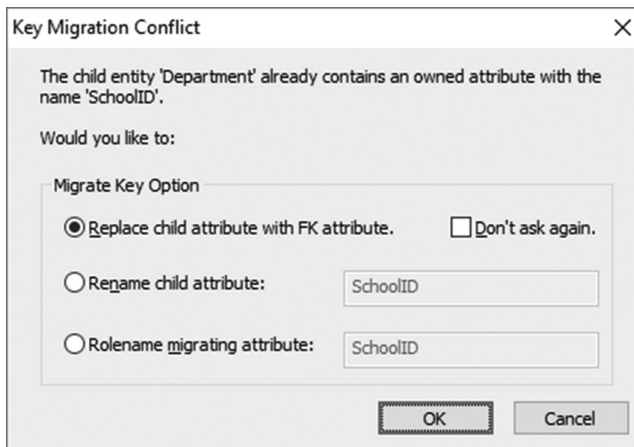 Key Migration Conflict
The child entity 'Department' already contains an owned attribute with the
name 'SchoolID'.
Would you like to:
Migrate Key Option
Replace child attribute with FK attribute.
Don't ask again.
Rename child attribute:
SchoolID
Rolename migrating attribute:
SchoolID
OK
Cancel